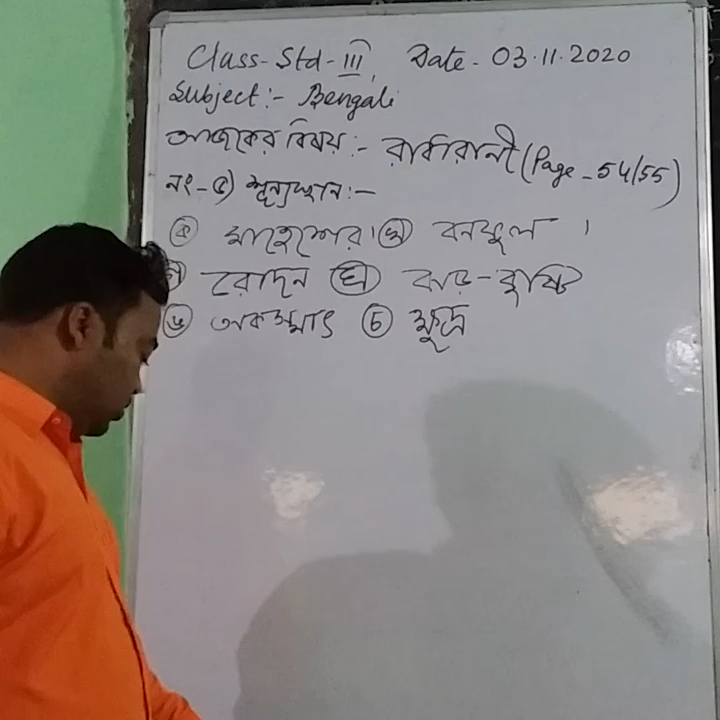 Class- Std - III, Date - 03.11.2020
Subject:- Bengali
আজকের বিষয়:- রাধারানী (Page - 54/55)
নং - ৫) শূন্যস্থান:-
ক মাহেশের। খ বনফুল।
গ রোদন ঘ ঝড়-বৃষ্টি
ঙ অকস্মাৎ চ ক্ষুদ্র